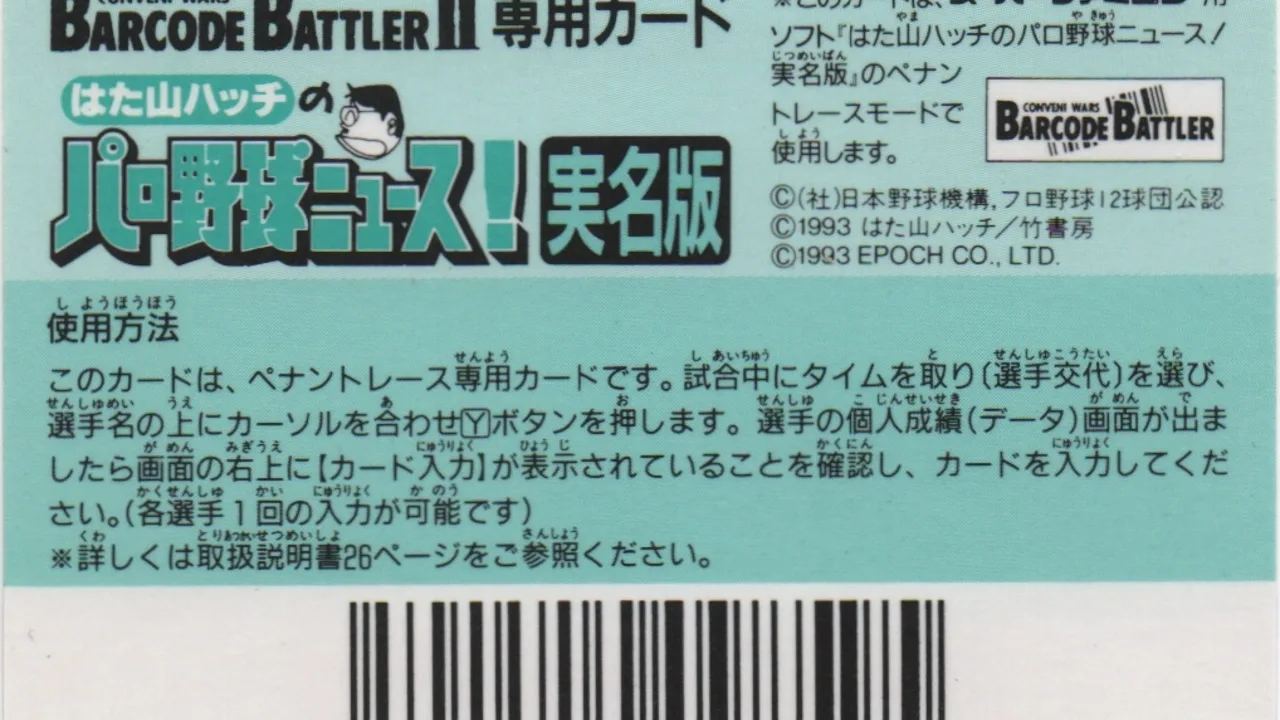 CONVENI WARS
BARCODE BATTLER II 専用カード
はた山ハッチの
パロ野球ニュース!
実名版
ソフト『はた山ハッチのパロ野球ニュース!
実名版』のペナン
トレースモードで
使用します。
CONVENI WARS
BARCODE BATTLER
©(社)日本野球機構,フロ野球12球団公認
©1993 はた山ハッチ/竹書房
©1993 EPOCH CO., LTD.
使用方法
このカードは、ペナントレース専用カードです。試合中にタイムを取り〔選手交代〕を選び、
選手名の上にカーソルを合わせYボタンを押します。選手の個人成績(データ)画面が出ま
したら画面の右上に【カード入力】が表示されていることを確認し、カードを入力してくだ
さい。(各選手1回の入力が可能です)
※詳しくは取扱説明書26ページをご参照ください。